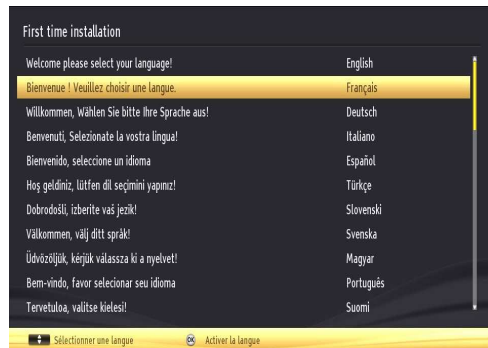 First time installation
Welcome please select your language! English
Bienvenue ! Veuillez choisir une langue. Français
Willkommen, Wählen Sie bitte Ihre Sprache aus! Deutsch
Benvenuti, Selezionate la vostra lingua! Italiano
Bienvenido, seleccione un idioma Español
Hoş geldiniz, lütfen dil seçimini yapınız! Türkçe
Dobrodošli, izberite vaš jezik! Slovenski
Välkommen, välj ditt språk! Svenska
Üdvözöljük, kérjük válassza ki a nyelvet! Magyar
Bem-vindo, favor selecionar seu idioma Português
Tervetuloa, valitse kielesi! Suomi
Sélectionner une langue OK Activer la langue